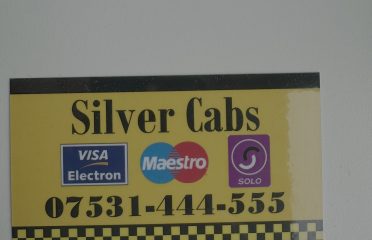 Silver Cabs
VISA Maestro
Electron SOLO
07531-444-555